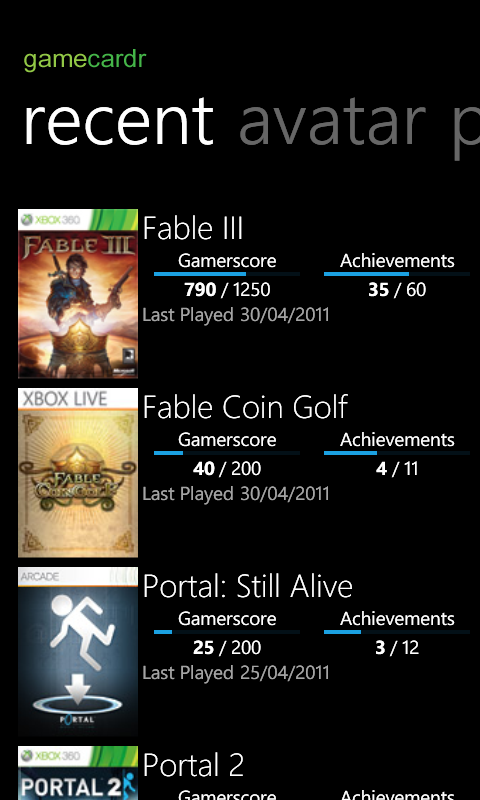 gamecardr
recent avatar p
XBOX 360
FABLE III
Microsoft
Fable III
Gamerscore Achievements
790 / 1250 35 / 60
Last Played 30/04/2011
XBOX LIVE
FABLE
COIN GOLF
Fable Coin Golf
Gamerscore Achievements
40 / 200 4 / 11
Last Played 30/04/2011
ARCADE
PORTAL
Portal: Still Alive
Gamerscore Achievements
25 / 200 3 / 12
Last Played 25/04/2011
XBOX 360
PORTAL 2
Portal 2
Gamerscore Achievements